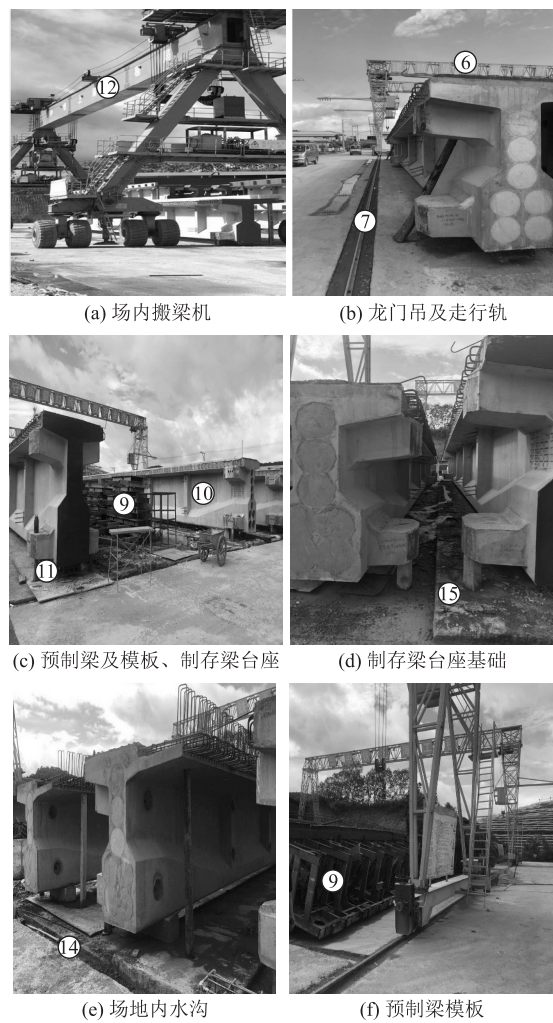 ⑫
⑥
⑦
(a) 场内搬梁机
(b) 龙门吊及走行轨
⑨
⑩
⑪
⑮
(c) 预制梁及模板、制存梁台座
(d) 制存梁台座基础
⑭
⑨
(e) 场地内水沟
(f) 预制梁模板